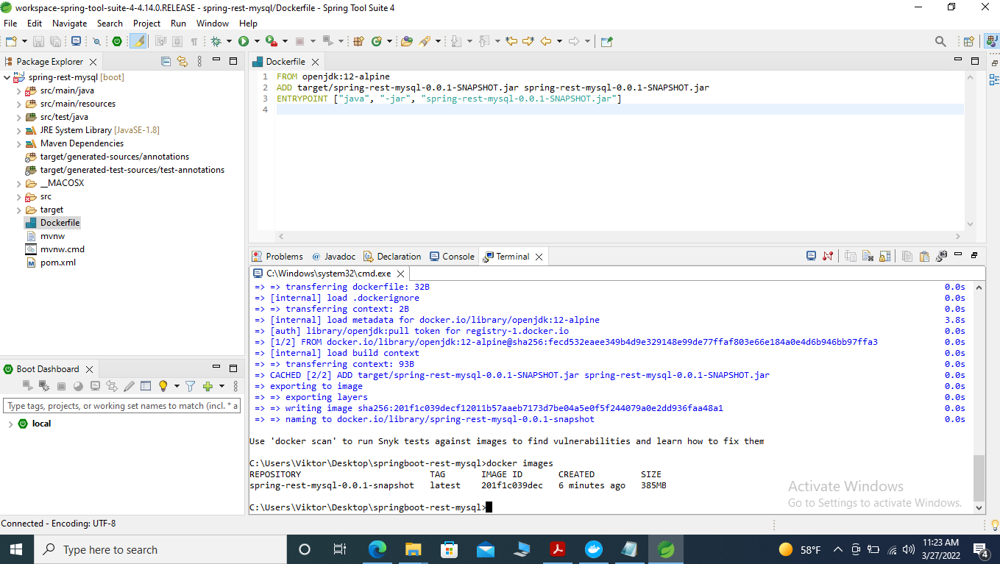 workspace-spring-tool-suite-4-4.14.0.RELEASE - spring-rest-mysql/Dockerfile - Spring Tool Suite 4
File Edit Navigate Search Project Run Window Help
Package Explorer
spring-rest-mysql [boot]
src/main/java
src/main/resources
src/test/java
JRE System Library [JavaSE-1.8]
Maven Dependencies
target/generated-sources/annotations
target/generated-test-sources/test-annotations
__MACOSX
src
target
Dockerfile
mvnw
mvnw.cmd
pom.xml
Boot Dashboard
Type tags, projects, or working set names to match (incl. * a
local
Dockerfile
1 FROM openjdk:12-alpine
2 ADD target/spring-rest-mysql-0.0.1-SNAPSHOT.jar spring-rest-mysql-0.0.1-SNAPSHOT.jar
3 ENTRYPOINT ["java", "-jar", "spring-rest-mysql-0.0.1-SNAPSHOT.jar"]
4
Problems @ Javadoc Declaration Console Terminal
C:\Windows\system32\cmd.exe
=> => transferring dockerfile: 32B 0.0s
=> [internal] load .dockerignore 0.0s
=> => transferring context: 2B 0.0s
=> [internal] load metadata for docker.io/library/openjdk:12-alpine 3.8s
=> [auth] library/openjdk:pull token for registry-1.docker.io 0.0s
=> [1/2] FROM docker.io/library/openjdk:12-alpine@sha256:fecd532eaee349b4d9e329148e99de77ffaf803e66e184a0e4d6b946bb97ffa3 0.0s
=> [internal] load build context 0.0s
=> => transferring context: 93B 0.0s
=> CACHED [2/2] ADD target/spring-rest-mysql-0.0.1-SNAPSHOT.jar spring-rest-mysql-0.0.1-SNAPSHOT.jar 0.0s
=> exporting to image 0.0s
=> => exporting layers 0.0s
=> => writing image sha256:201f1c039decf12011b57aaeb7173d7be04a5e0f5f244079a0e2dd936faa48a1 0.0s
=> => naming to docker.io/library/spring-rest-mysql-0.0.1-snapshot 0.0s
Use 'docker scan' to run Snyk tests against images to find vulnerabilities and learn how to fix them
C:\Users\Viktor\Desktop\springboot-rest-mysql>docker images
REPOSITORY TAG IMAGE ID CREATED SIZE
spring-rest-mysql-0.0.1-snapshot latest 201f1c039dec 6 minutes ago 385MB
C:\Users\Viktor\Desktop\springboot-rest-mysql>
Activate Windows
Go to Settings to activate Windows.
Connected - Encoding: UTF-8
Type here to search
58°F
11:23 AM
3/27/2022
4